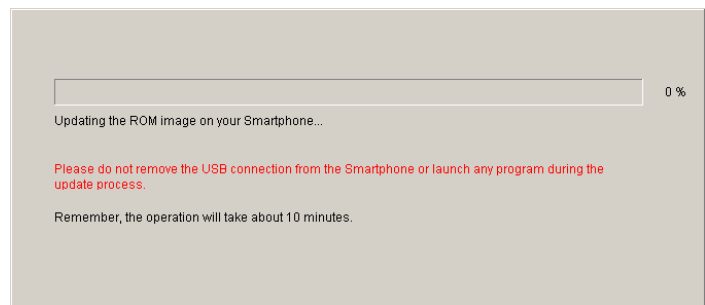 0 %
Updating the ROM image on your Smartphone...
Please do not remove the USB connection from the Smartphone or launch any program during the
update process.
Remember, the operation will take about 10 minutes.